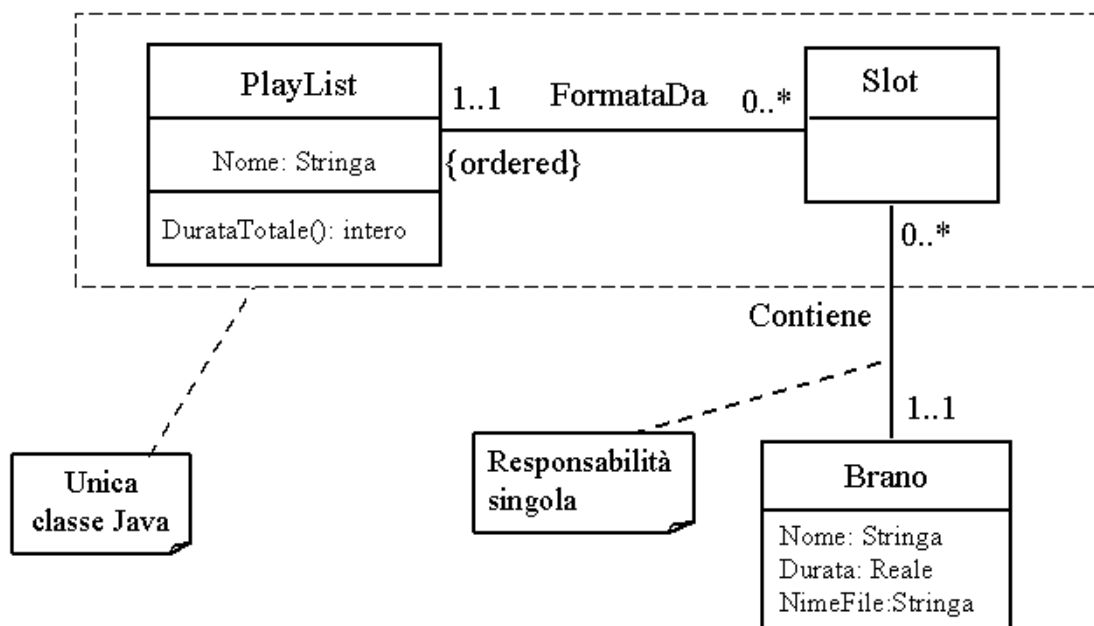 PlayList
Nome: Stringa
DurataTotale(): intero
1..1
FormataDa
0..*
{ordered}
Slot
0..*
Contiene
1..1
Unica
classe Java
Responsabilità
singola
Brano
Nome: Stringa
Durata: Reale
NimeFile:Stringa